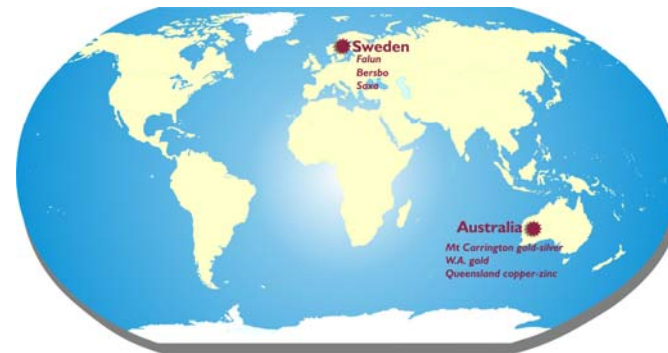 Sweden
Falun
Bersbo
Saxo
Australia
Mt Carrington gold-silver
W.A. gold
Queensland copper-zinc